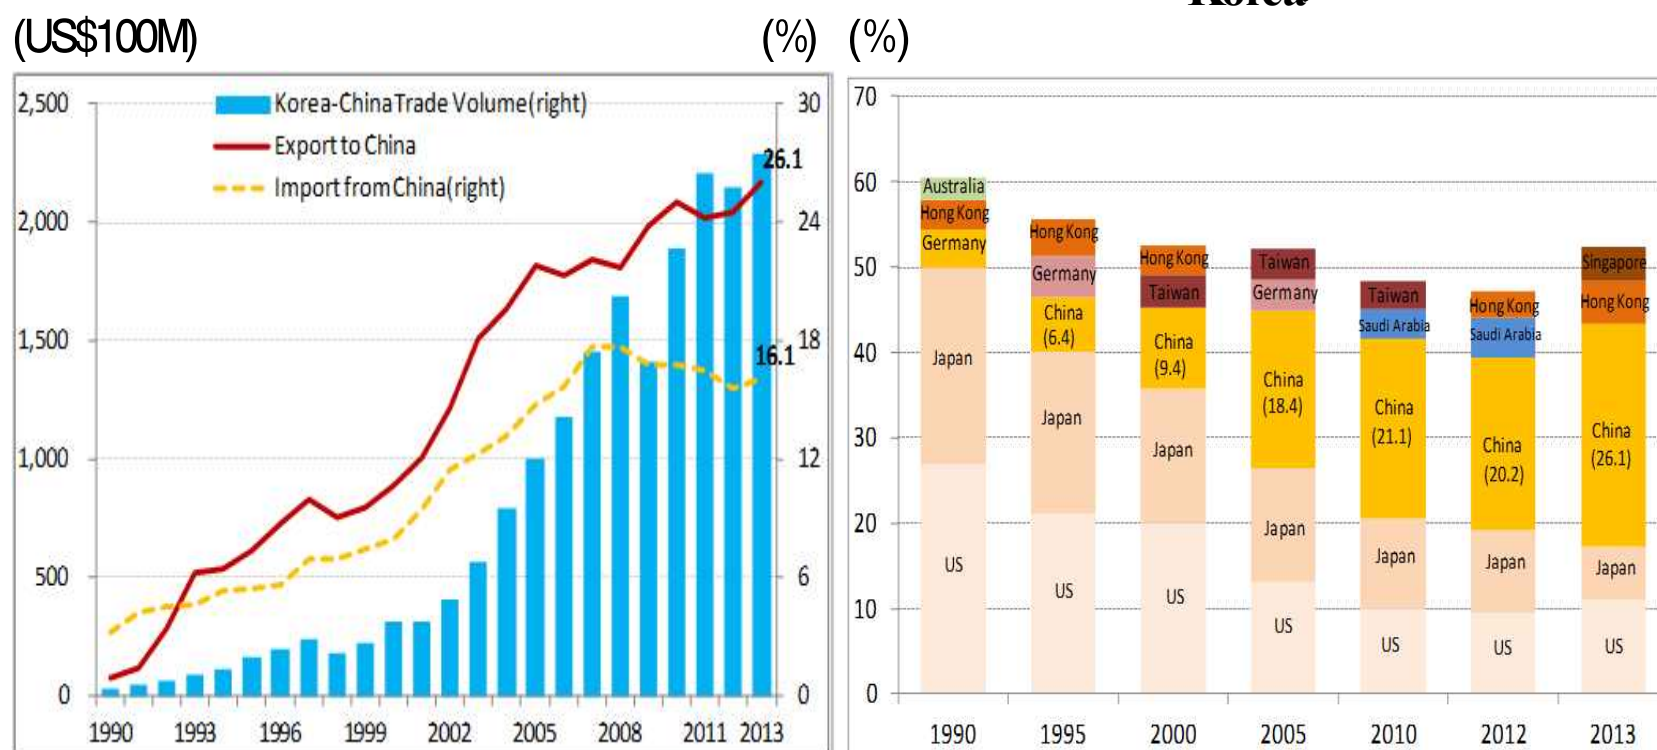 Korea
(US$100M) (%) (%)
Korea-China Trade Volume(right)
Export to China
Import from China(right)
2,500
2,000
1,500
1,000
500
0
30
24
18
12
6
0
26.1
16.1
1990 1993 1996 1999 2002 2005 2008 2011 2013
70
60
50
40
30
20
10
0
Australia
Hong Kong
Germany
Japan
US
Hong Kong
Germany
China
(6.4)
Japan
US
Hong Kong
Taiwan
China
(9.4)
Japan
US
Taiwan
Germany
China
(18.4)
Japan
US
Taiwan
Saudi Arabia
China
(21.1)
Japan
US
Hong Kong
Saudi Arabia
China
(20.2)
Japan
US
Singapore
Hong Kong
China
(26.1)
Japan
US
1990 1995 2000 2005 2010 2012 2013